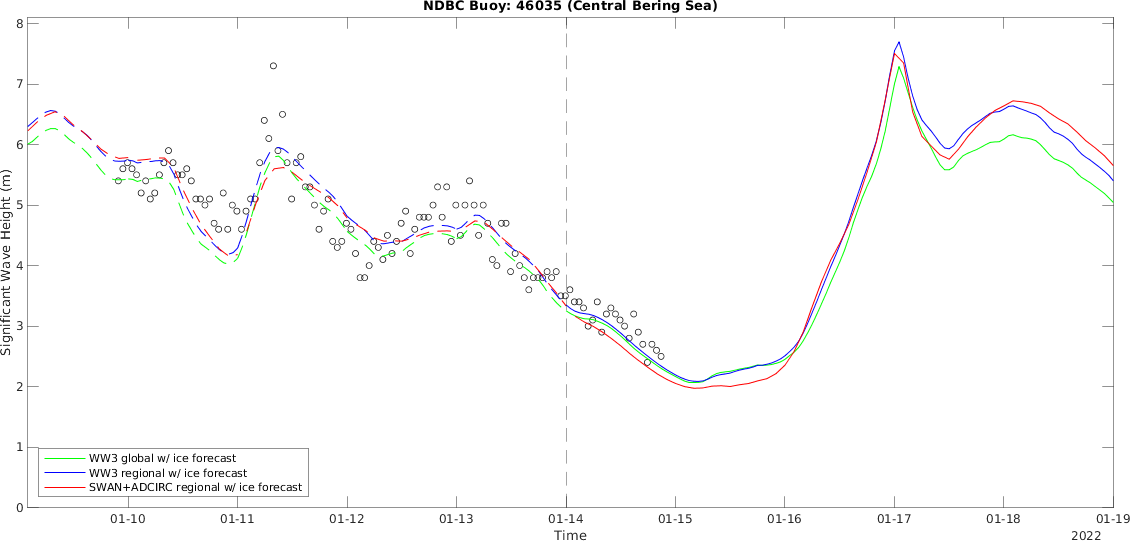 NDBC Buoy: 46035 (Central Bering Sea)
8
7
6
5
4
3
2
1
0
Significant Wave Height (m)
WW3 global w/ ice forecast
WW3 regional w/ ice forecast
SWAN+ADCIRC regional w/ ice forecast
01-10 01-11 01-12 01-13 01-14 01-15 01-16 01-17 01-18 01-19
Time
2022